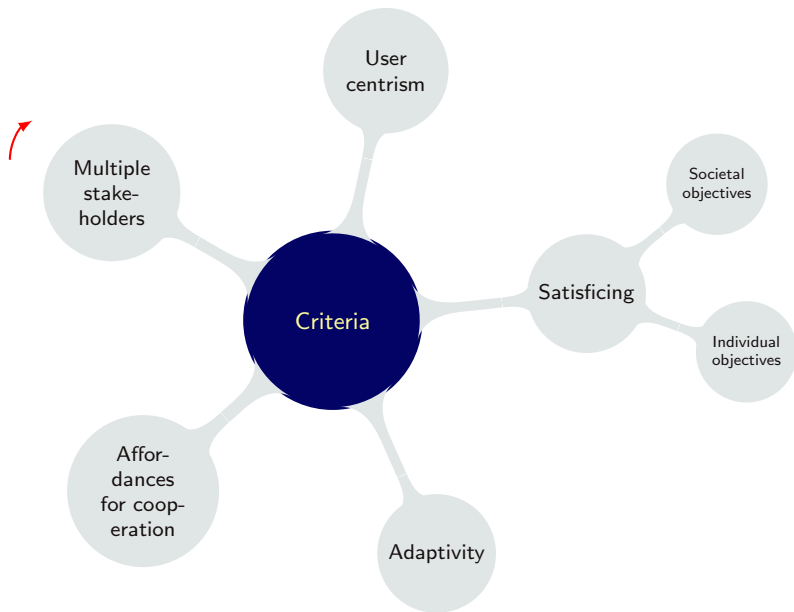 User
centrism
Multiple
stake-
holders
Societal
objectives
Satisficing
Criteria
Individual
objectives
Affor-
dances
for coop-
eration
Adaptivity